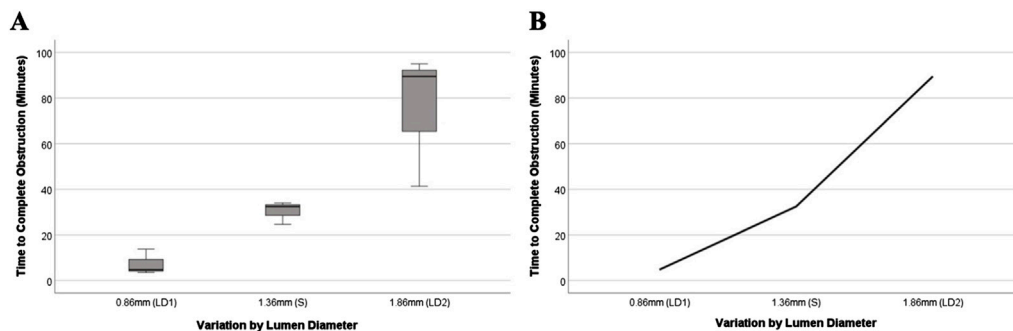 A
Time to Complete Obstruction (Minutes)
100
80
60
40
20
0
0.86mm (LD1)
1.36mm (S)
1.86mm (LD2)
Variation by Lumen Diameter
B
Time to Complete Obstruction (Minutes)
100
80
60
40
20
0
0.86mm (LD1)
1.36mm (S)
1.86mm (LD2)
Variation by Lumen Diameter